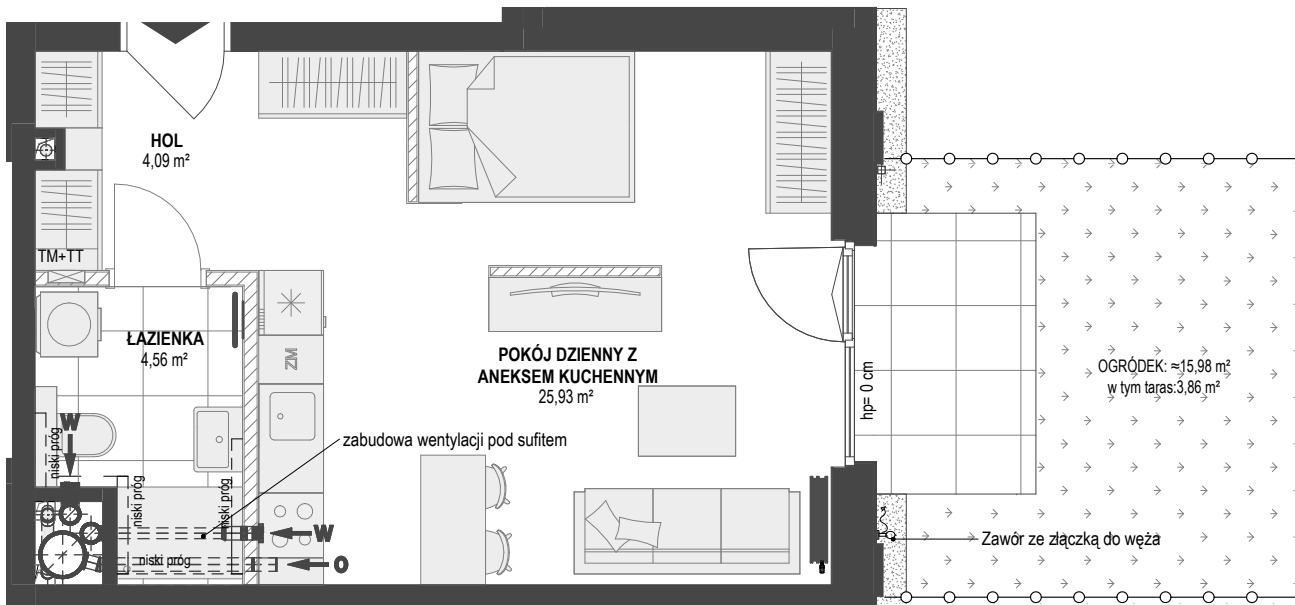 HOL
4,09 m²
TM+TT
ŁAZIENKA
4,56 m²
ZM
POKÓJ DZIENNY Z
ANEKSEM KUCHENNYM
25,93 m²
hp= 0 cm
OGRÓDEK: ≈15,98 m²
w tym taras:3,86 m²
zabudowa wentylacji pod sufitem
W
niski próg
niski próg
niski próg
niski próg
W
O
Zawór ze złączką do węża